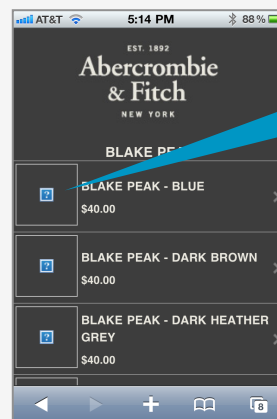 AT&T 5:14 PM 88%
EST. 1892
Abercrombie
& Fitch
NEW YORK
BLAKE
BLAKE PEAK - BLUE
$40.00
?
BLAKE PEAK - DARK BROWN
$40.00
?
BLAKE PEAK - DARK HEATHER
GREY
$40.00
?
8